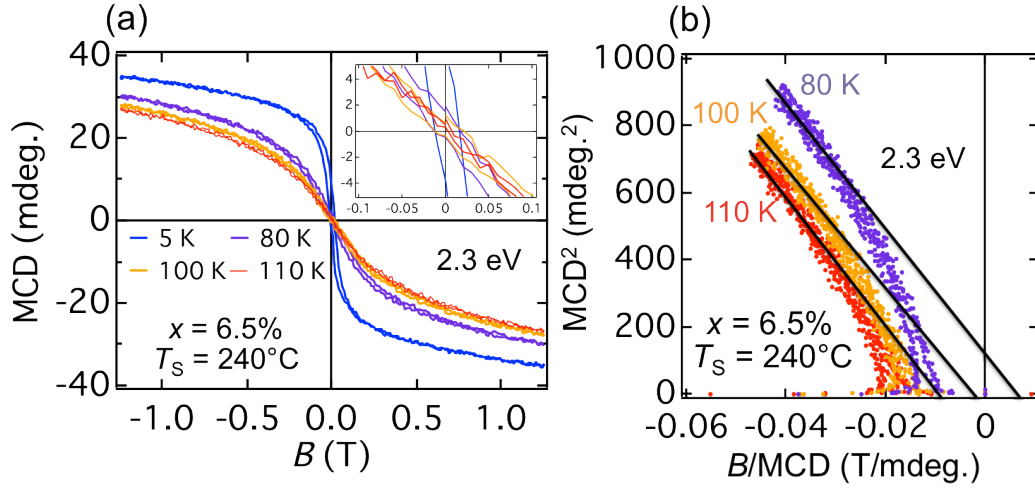 (a)
40
20
0
-20
-40
MCD (mdeg.)
4
2
0
-2
-4
-0.1 -0.05 0 0.05 0.1
5 K 80 K
100 K 110 K
2.3 eV
x = 6.5%
TS = 240°C
-1.0 -0.5 0.0 0.5 1.0
B (T)
(b)
1000
800
600
400
200
0
MCD²  (mdeg.²)
80 K
100 K
2.3 eV
110 K
x = 6.5%
TS = 240°C
-0.06 -0.04 -0.02 0
B/MCD (T/mdeg.)